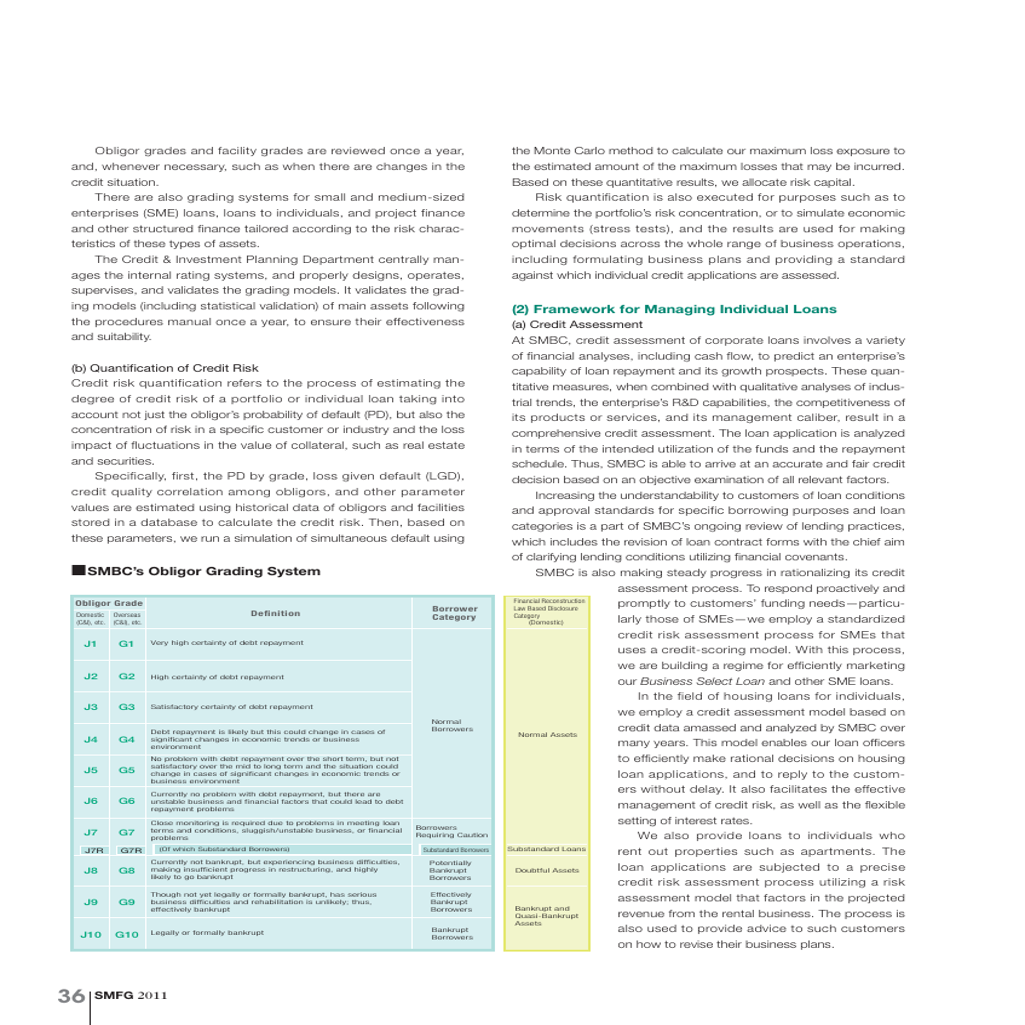 Obligor grades and facility grades are reviewed once a year,
and, whenever necessary, such as when there are changes in the
credit situation.
There are also grading systems for small and medium-sized
enterprises (SME) loans, loans to individuals, and project finance
and other structured finance tailored according to the risk charac-
teristics of these types of assets.
The Credit & Investment Planning Department centrally man-
ages the internal rating systems, and properly designs, operates,
supervises, and validates the grading models. It validates the grad-
ing models (including statistical validation) of main assets following
the procedures manual once a year, to ensure their effectiveness
and suitability.
(b) Quantification of Credit Risk
Credit risk quantification refers to the process of estimating the
degree of credit risk of a portfolio or individual loan taking into
account not just the obligor's probability of default (PD), but also the
concentration of risk in a specific customer or industry and the loss
impact of fluctuations in the value of collateral, such as real estate
and securities.
Specifically, first, the PD by grade, loss given default (LGD),
credit quality correlation among obligors, and other parameter
values are estimated using historical data of obligors and facilities
stored in a database to calculate the credit risk. Then, based on
these parameters, we run a simulation of simultaneous default using
the Monte Carlo method to calculate our maximum loss exposure to
the estimated amount of the maximum losses that may be incurred.
Based on these quantitative results, we allocate risk capital.
Risk quantification is also executed for purposes such as to
determine the portfolio's risk concentration, or to simulate economic
movements (stress tests), and the results are used for making
optimal decisions across the whole range of business operations,
including formulating business plans and providing a standard
against which individual credit applications are assessed.
(2) Framework for Managing Individual Loans
(a) Credit Assessment
At SMBC, credit assessment of corporate loans involves a variety
of financial analyses, including cash flow, to predict an enterprise's
capability of loan repayment and its growth prospects. These quan-
titative measures, when combined with qualitative analyses of indus-
trial trends, the enterprise's R&D capabilities, the competitiveness of
its products or services, and its management caliber, result in a
comprehensive credit assessment. The loan application is analyzed
in terms of the intended utilization of the funds and the repayment
schedule. Thus, SMBC is able to arrive at an accurate and fair credit
decision based on an objective examination of all relevant factors.
Increasing the understandability to customers of loan conditions
and approval standards for specific borrowing purposes and loan
categories is a part of SMBC's ongoing review of lending practices,
which includes the revision of loan contract forms with the chief aim
of clarifying lending conditions utilizing financial covenants.
SMBC is also making steady progress in rationalizing its credit
assessment process. To respond proactively and
promptly to customers' funding needs—particu-
larly those of SMEs—we employ a standardized
credit risk assessment process for SMEs that
uses a credit-scoring model. With this process,
we are building a regime for efficiently marketing
our Business Select Loan and other SME loans.
In the field of housing loans for individuals,
we employ a credit assessment model based on
credit data amassed and analyzed by SMBC over
many years. This model enables our loan officers
to efficiently make rational decisions on housing
loan applications, and to reply to the custom-
ers without delay. It also facilitates the effective
management of credit risk, as well as the flexible
setting of interest rates.
We also provide loans to individuals who
rent out properties such as apartments. The
loan applications are subjected to a precise
credit risk assessment process utilizing a risk
assessment model that factors in the projected
revenue from the rental business. The process is
also used to provide advice to such customers
on how to revise their business plans.
■SMBC's Obligor Grading System
Obligor Grade
Domestic (C&I), etc.
Overseas (C&I), etc.
Definition
Borrower
Category
Financial Reconstruction
Law Based Disclosure
Category
(Domestic)
J1 G1 Very high certainty of debt repayment
J2 G2 High certainty of debt repayment
J3 G3 Satisfactory certainty of debt repayment
J4 G4 Debt repayment is likely but this could change in cases of
significant changes in economic trends or business
environment
Normal
Borrowers
Normal Assets
J5 G5 No problem with debt repayment over the short term, but not
satisfactory over the mid to long term and the situation could
change in cases of significant changes in economic trends or
business environment
J6 G6 Currently no problem with debt repayment, but there are
unstable business and financial factors that could lead to debt
repayment problems
J7 G7 Close monitoring is required due to problems in meeting loan
terms and conditions, sluggish/unstable business, or financial
problems
Borrowers
Requiring Caution
J7R G7R (Of which Substandard Borrowers) Substandard Borrowers Substandard Loans
J8 G8 Currently not bankrupt, but experiencing business difficulties,
making insufficient progress in restructuring, and highly
likely to go bankrupt
Potentially
Bankrupt
Borrowers
Doubtful Assets
J9 G9 Though not yet legally or formally bankrupt, has serious
business difficulties and rehabilitation is unlikely; thus,
effectively bankrupt
Effectively
Bankrupt
Borrowers
Bankrupt and
Quasi-Bankrupt
Assets
J10 G10 Legally or formally bankrupt
Bankrupt
Borrowers
36 SMFG 2011